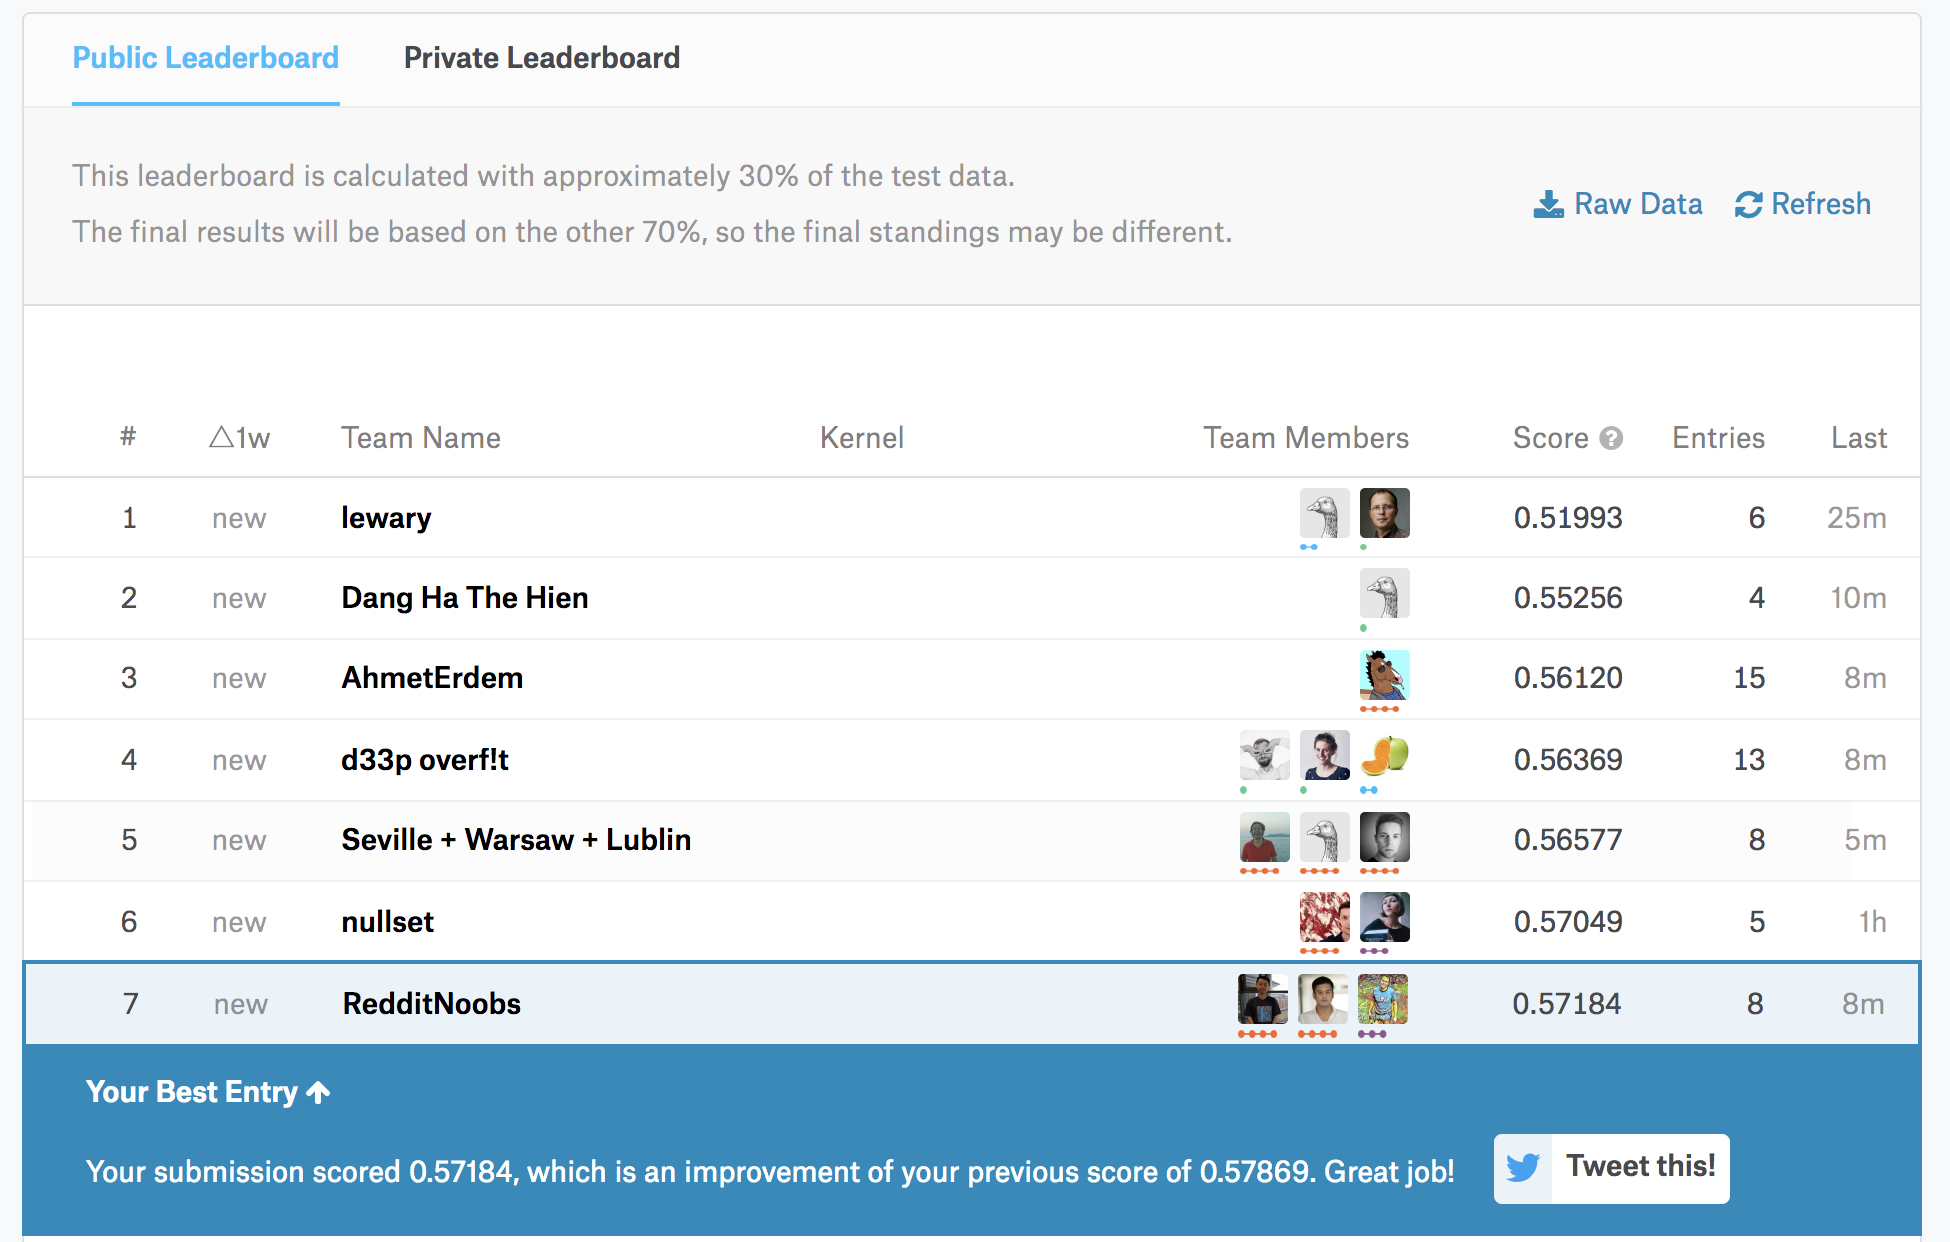 Public Leaderboard Private Leaderboard
This leaderboard is calculated with approximately 30% of the test data.
The final results will be based on the other 70%, so the final standings may be different.
Raw Data Refresh
# △1w Team Name Kernel Team Members Score ? Entries Last
1 new lewary 0.51993 6 25m
2 new Dang Ha The Hien 0.55256 4 10m
3 new AhmetErdem 0.56120 15 8m
4 new d33p overf!t 0.56369 13 8m
5 new Seville + Warsaw + Lublin 0.56577 8 5m
6 new nullset 0.57049 5 1h
7 new RedditNoobs 0.57184 8 8m
Your Best Entry ↑
Your submission scored 0.57184, which is an improvement of your previous score of 0.57869. Great job!
Tweet this!